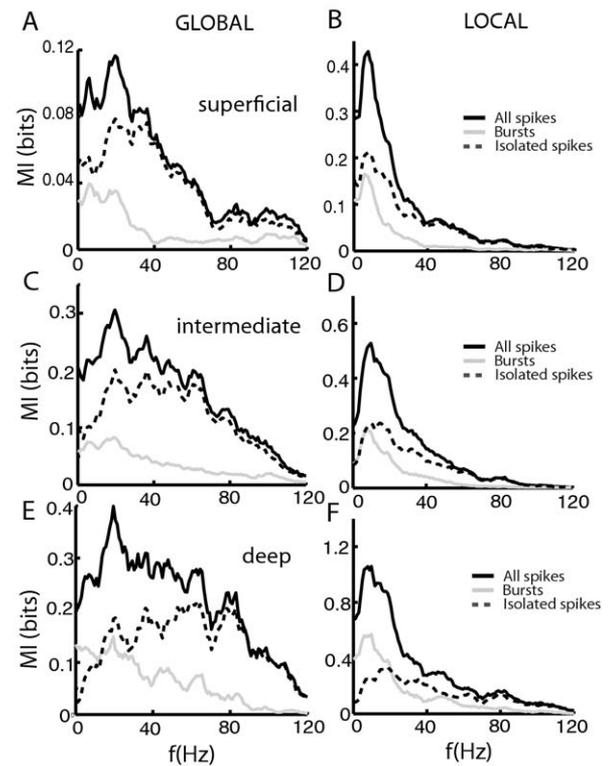 A GLOBAL B LOCAL
0.12
0.08
0.04
0
MI (bits)
superficial
0 40 80 120
0.4
0.3
0.2
0.1
0
All spikes
Bursts
Isolated spikes
0 40 80 120
C D
0.3
0.2
0.1
0
MI (bits)
intermediate
0 40 80 120
0.6
0.4
0.2
0
All spikes
Bursts
Isolated spikes
0 40 80 120
E F
0.4
0.3
0.2
0.1
0
MI (bits)
deep
0 40 80 120
f(Hz)
1.2
0.8
0.4
0
All spikes
Bursts
Isolated spikes
0 40 80 120
f(Hz)